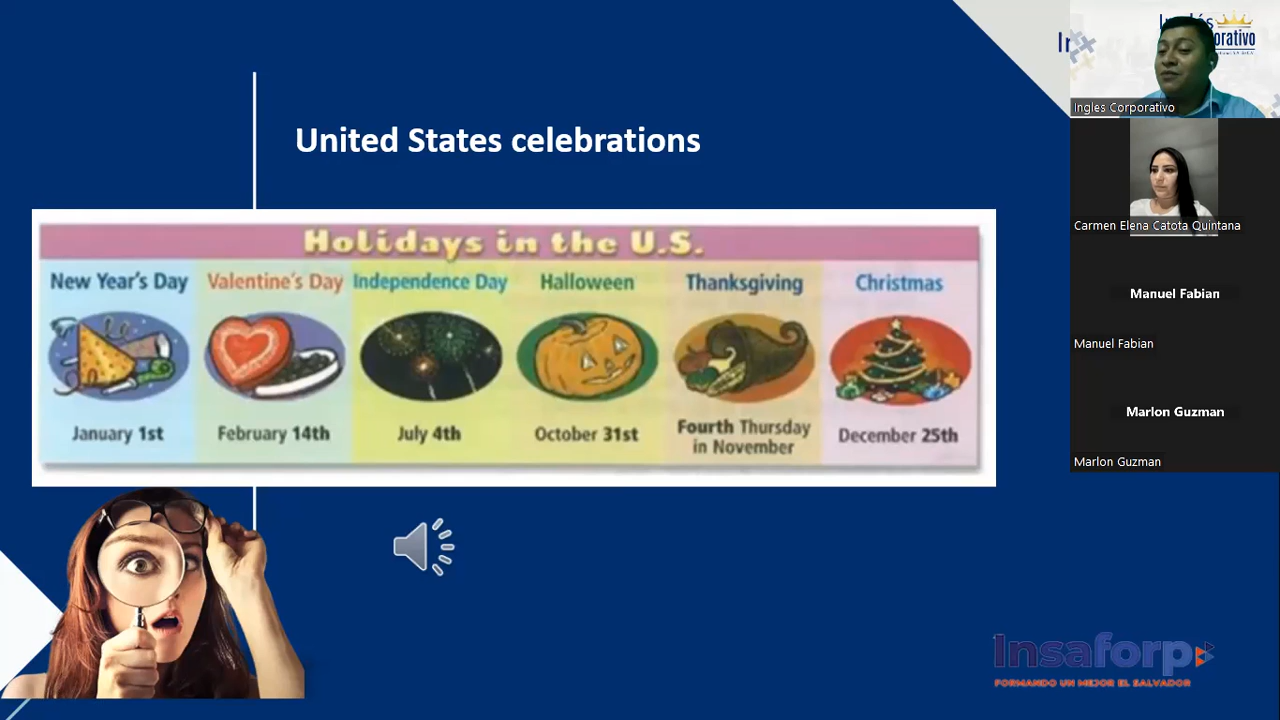 United States celebrations
Holidays in the U.S.
New Year's Day
January 1st
Valentine's Day
February 14th
Independence Day
July 4th
Halloween
October 31st
Thanksgiving
Fourth Thursday
in November
Christmas
December 25th
Insaforp
FORMANDO UN MEJOR EL SALVADOR
Ingles Corporativo
Carmen Elena Catota Quintana
Manuel Fabian
Manuel Fabian
Marlon Guzman
Marlon Guzman